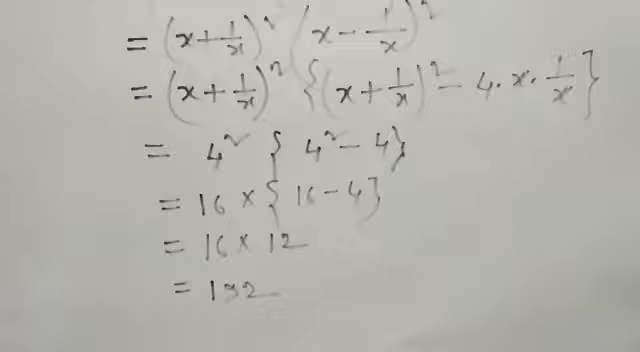 = (x + 1/x)² (x - 1/x)²
= (x + 1/x)² {(x + 1/x)² - 4. x. 1/x}
= 4² {4² - 4}
= 16 × {16 - 4}
= 16 × 12
= 192